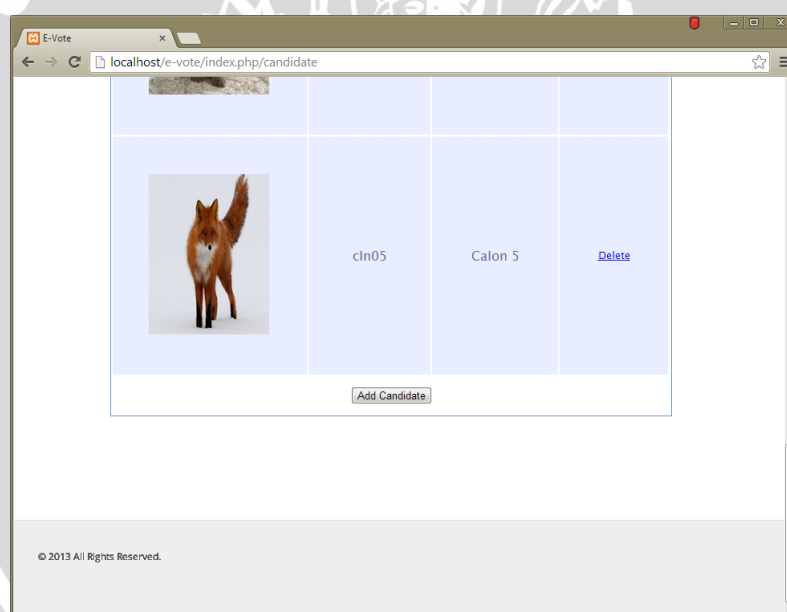 E-Vote
localhost/e-vote/index.php/candidate
cln05
Calon 5
Delete
Add Candidate
© 2013 All Rights Reserved.